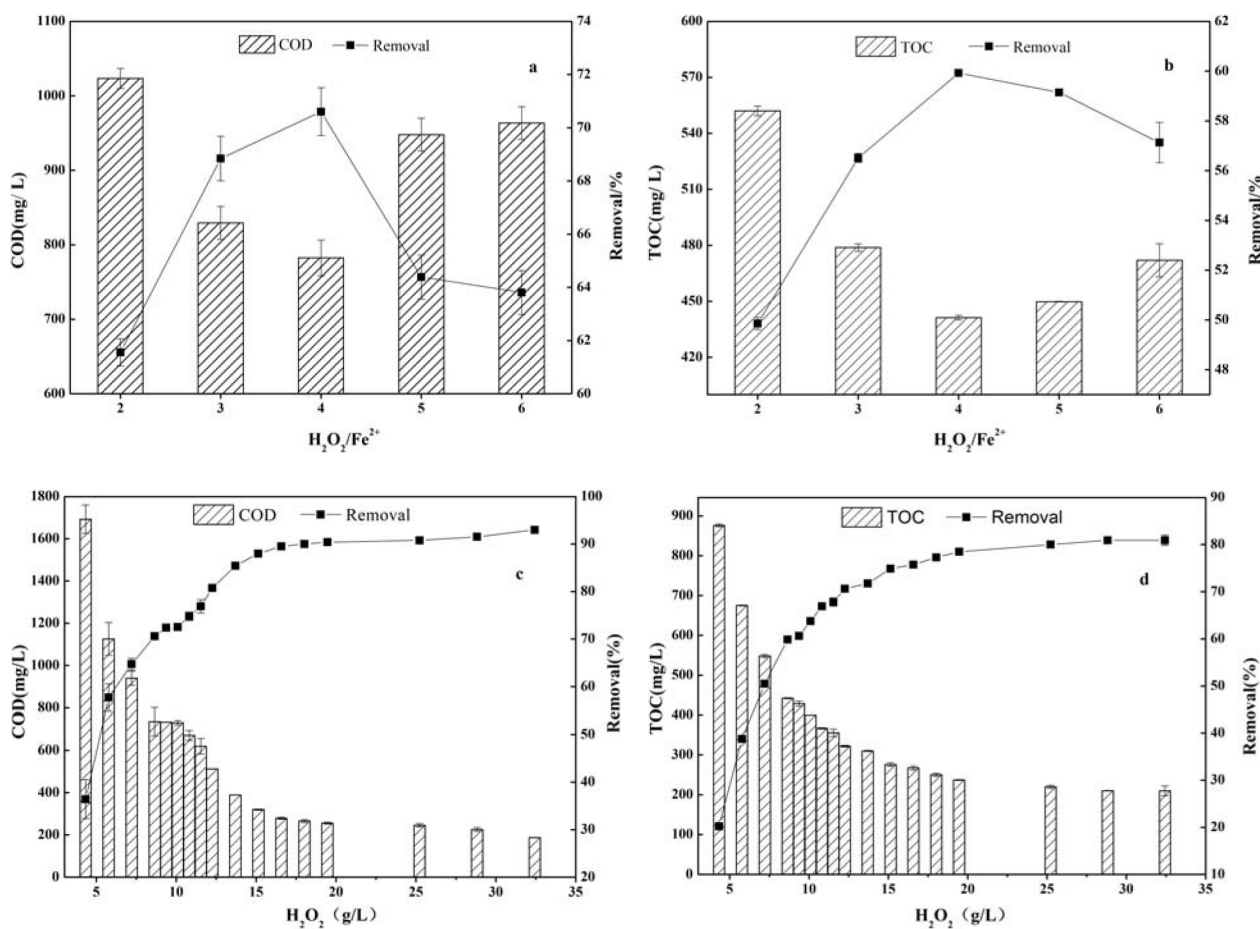 COD Removal
a
COD(mg/ L)
1100
1000
900
800
700
600
Removal/%
74
72
70
68
66
64
62
60
2 3 4 5 6
H₂O₂/Fe²⁺
TOC Removal
b
TOC(mg/ L)
600
570
540
510
480
450
420
Removal/%
62
60
58
56
54
52
50
48
2 3 4 5 6
H₂O₂/Fe²⁺
COD Removal
c
COD(mg/L)
1800
1600
1400
1200
1000
800
600
400
200
0
Removal(%)
100
90
80
70
60
50
40
30
20
5 10 15 20 25 30 35
H₂O₂（g/L）
TOC Removal
d
TOC(mg/L)
900
800
700
600
500
400
300
200
100
0
Removal(%)
90
80
70
60
50
40
30
20
10
5 10 15 20 25 30 35
H₂O₂（g/L）